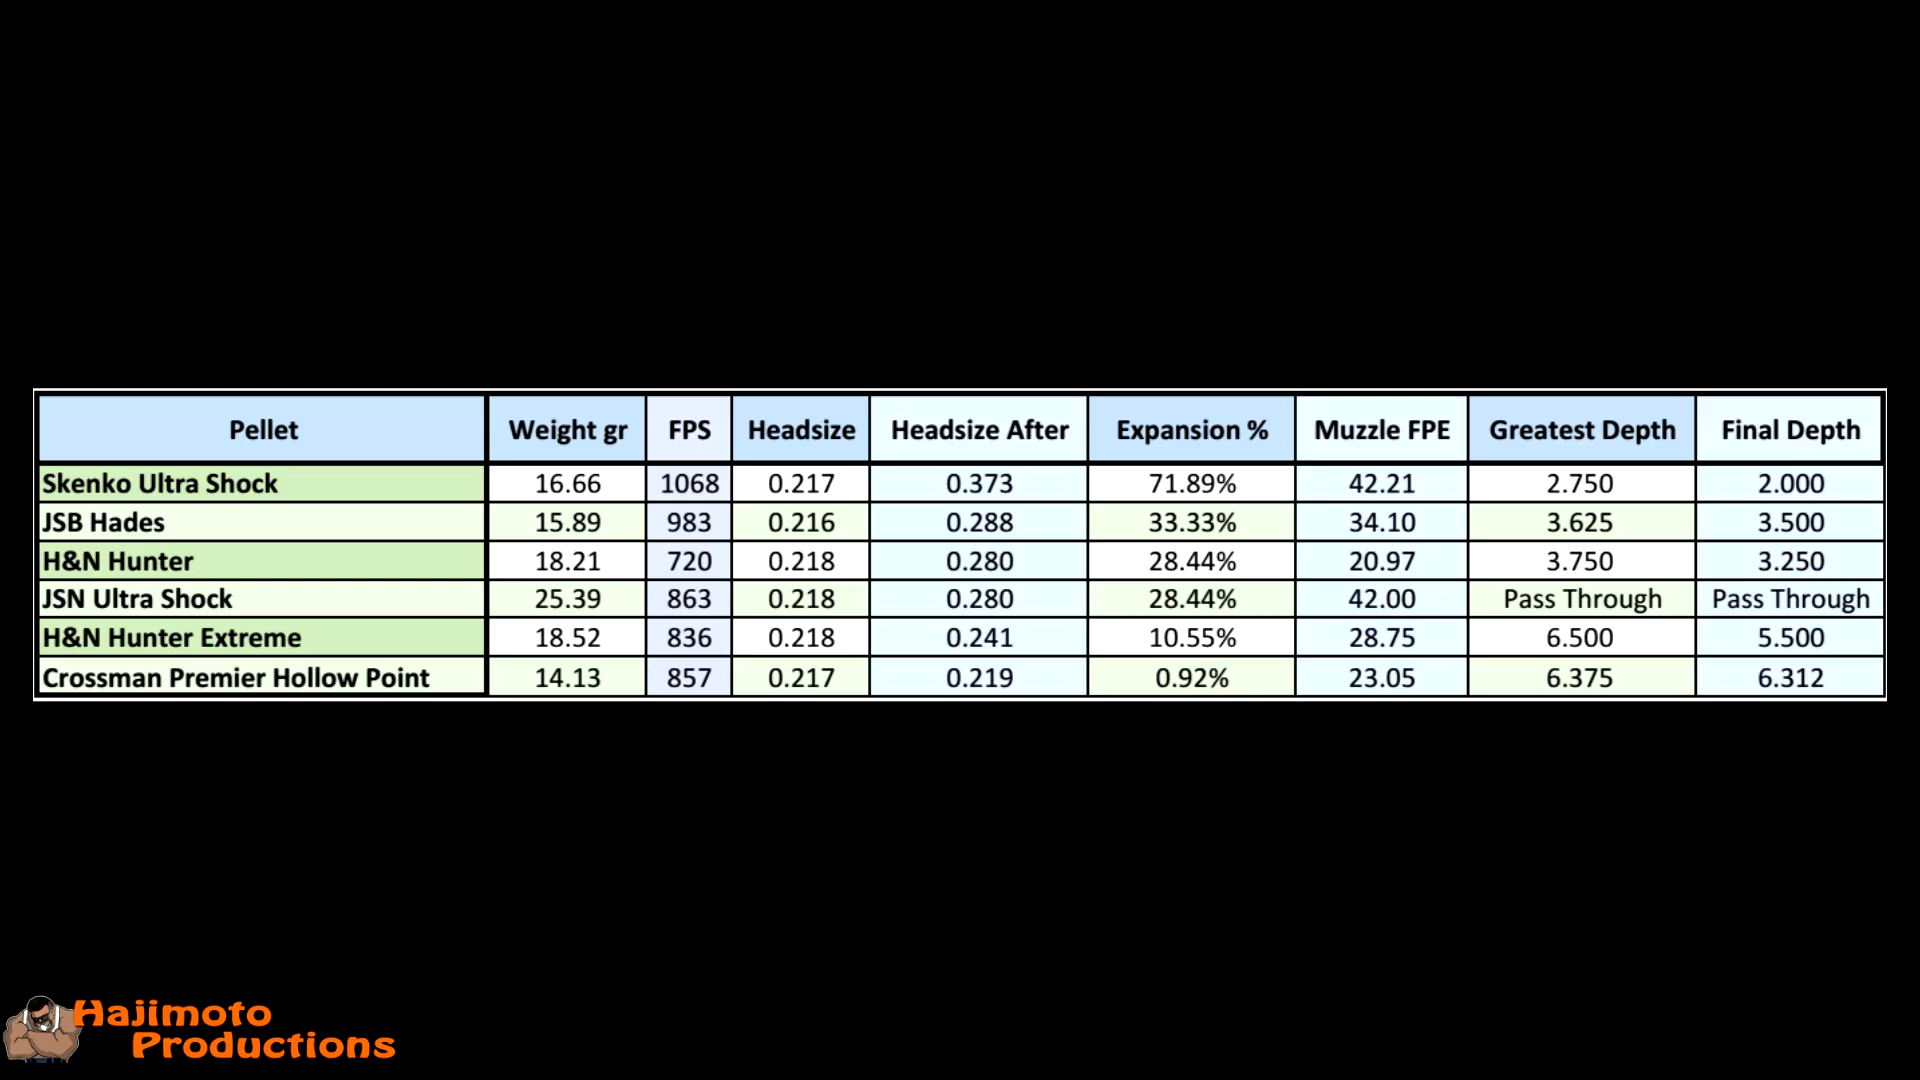 Pellet Weight gr FPS Headsize Headsize After Expansion % Muzzle FPE Greatest Depth Final Depth
Skenko Ultra Shock 16.66 1068 0.217 0.373 71.89% 42.21 2.750 2.000
JSB Hades 15.89 983 0.216 0.288 33.33% 34.10 3.625 3.500
H&N Hunter 18.21 720 0.218 0.280 28.44% 20.97 3.750 3.250
JSN Ultra Shock 25.39 863 0.218 0.280 28.44% 42.00 Pass Through Pass Through
H&N Hunter Extreme 18.52 836 0.218 0.241 10.55% 28.75 6.500 5.500
Crossman Premier Hollow Point 14.13 857 0.217 0.219 0.92% 23.05 6.375 6.312
Hajimoto
Productions